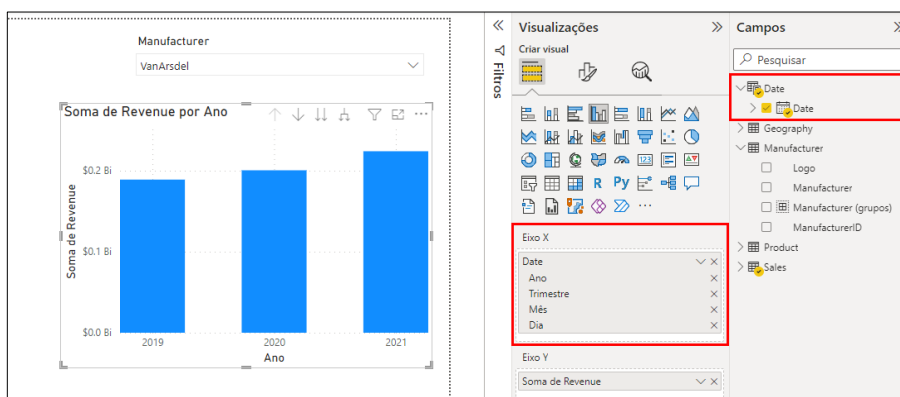 Manufacturer
VanArsdel
Soma de Revenue por Ano
Soma de Revenue
$0.2 Bi
$0.1 Bi
$0.0 Bi
2019
2020
2021
Ano
Filtros
Visualizações
Criar visual
123
R
Py
Eixo X
Date
Ano
Trimestre
Mês
Dia
Eixo Y
Soma de Revenue
Campos
Pesquisar
Date
Date
Geography
Manufacturer
Logo
Manufacturer
Manufacturer (grupos)
ManufacturerID
Product
Sales